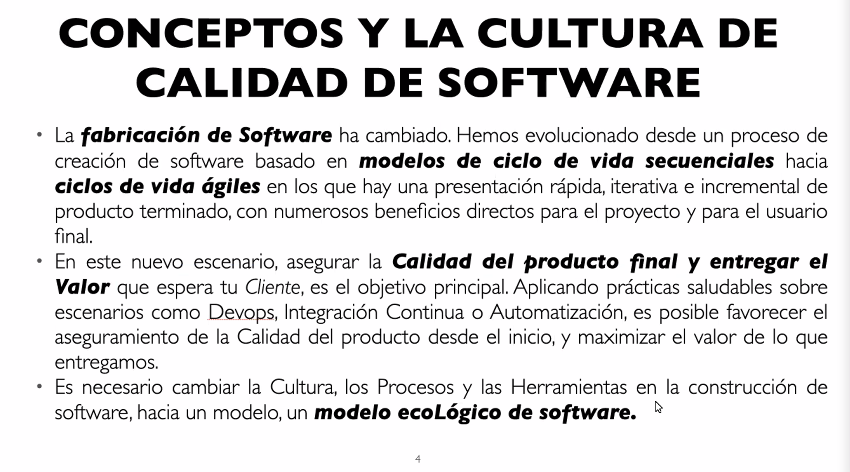 CONCEPTOS Y LA CULTURA DE
CALIDAD DE SOFTWARE
• La fabricación de Software ha cambiado. Hemos evolucionado desde un proceso de
creación de software basado en modelos de ciclo de vida secuenciales hacia
ciclos de vida ágiles en los que hay una presentación rápida, iterativa e incremental de
producto terminado, con numerosos beneficios directos para el proyecto y para el usuario
final.
• En este nuevo escenario, asegurar la Calidad del producto final y entregar el
Valor que espera tu Cliente, es el objetivo principal. Aplicando prácticas saludables sobre
escenarios como Devops, Integración Continua o Automatización, es posible favorecer el
aseguramiento de la Calidad del producto desde el inicio, y maximizar el valor de lo que
entregamos.
• Es necesario cambiar la Cultura, los Procesos y las Herramientas en la construcción de
software, hacia un modelo, un modelo ecoLógico de software.
4